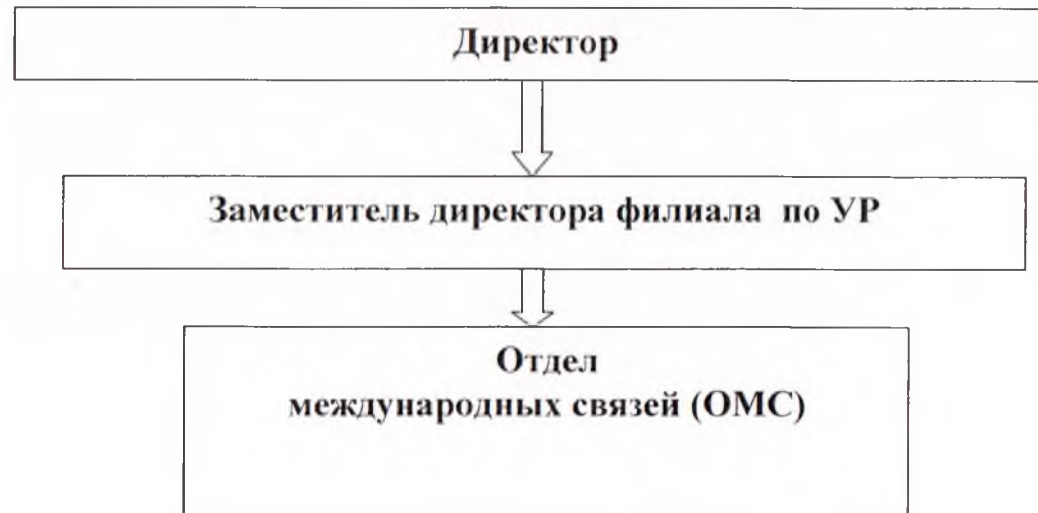 Директор
Заместитель директора филиала по УР
Отдел
международных связей (ОМС)